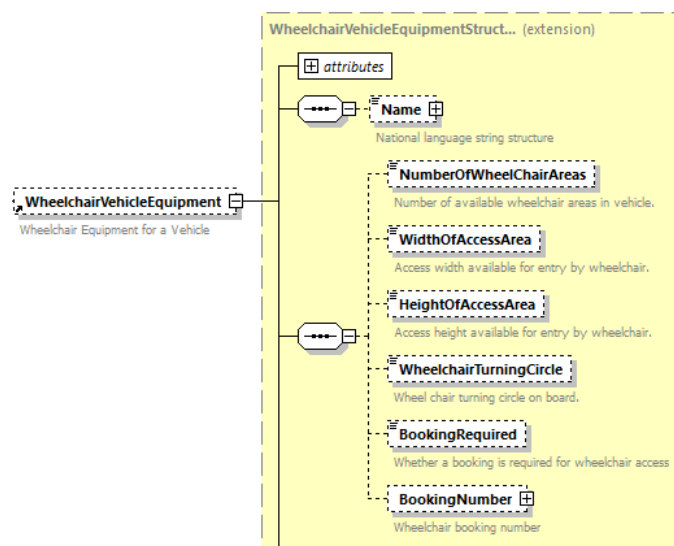 WheelchairVehicleEquipmentStruct... (extension)
attributes
Name
National language string structure
WheelchairVehicleEquipment
Wheelchair Equipment for a Vehicle
NumberOfWheelChairAreas
Number of available wheelchair areas in vehicle.
WidthOfAccessArea
Access width available for entry by wheelchair.
HeightOfAccessArea
Access height available for entry by wheelchair.
WheelchairTurningCircle
Wheel chair turning circle on board.
BookingRequired
Whether a booking is required for wheelchair access
BookingNumber
Wheelchair booking number